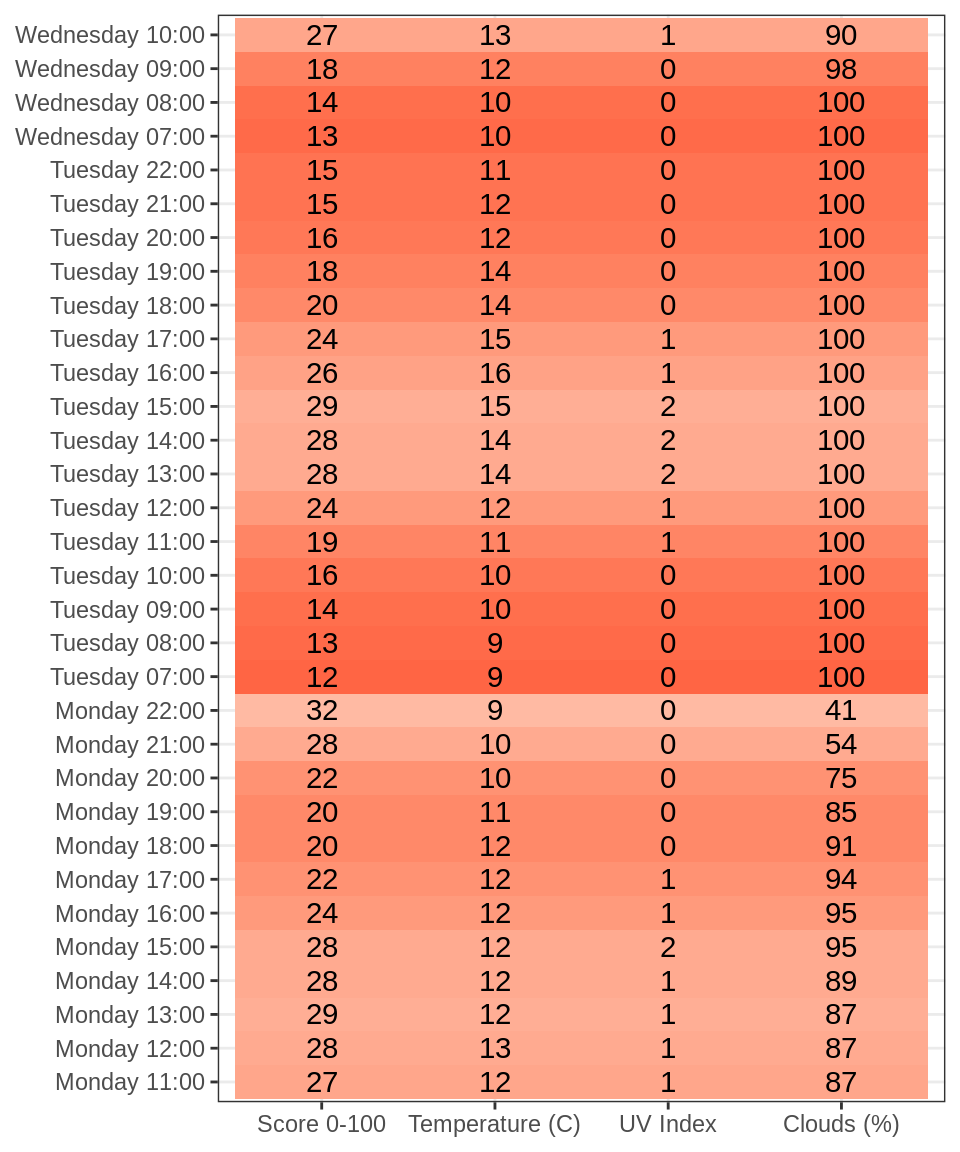 Wednesday 10:00 27 13 1 90
Wednesday 09:00 18 12 0 98
Wednesday 08:00 14 10 0 100
Wednesday 07:00 13 10 0 100
Tuesday 22:00 15 11 0 100
Tuesday 21:00 15 12 0 100
Tuesday 20:00 16 12 0 100
Tuesday 19:00 18 14 0 100
Tuesday 18:00 20 14 0 100
Tuesday 17:00 24 15 1 100
Tuesday 16:00 26 16 1 100
Tuesday 15:00 29 15 2 100
Tuesday 14:00 28 14 2 100
Tuesday 13:00 28 14 2 100
Tuesday 12:00 24 12 1 100
Tuesday 11:00 19 11 1 100
Tuesday 10:00 16 10 0 100
Tuesday 09:00 14 10 0 100
Tuesday 08:00 13 9 0 100
Tuesday 07:00 12 9 0 100
Monday 22:00 32 9 0 41
Monday 21:00 28 10 0 54
Monday 20:00 22 10 0 75
Monday 19:00 20 11 0 85
Monday 18:00 20 12 0 91
Monday 17:00 22 12 1 94
Monday 16:00 24 12 1 95
Monday 15:00 28 12 2 95
Monday 14:00 28 12 1 89
Monday 13:00 29 12 1 87
Monday 12:00 28 13 1 87
Monday 11:00 27 12 1 87
Score 0-100 Temperature (C) UV Index Clouds (%)